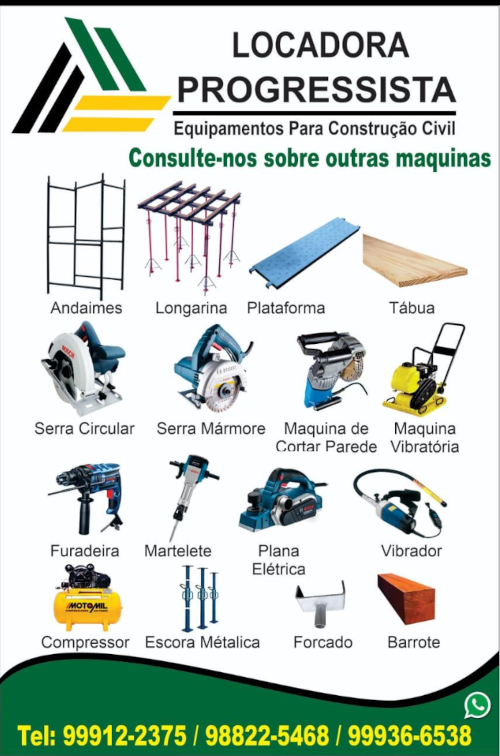 LOCADORA
PROGRESSISTA
Equipamentos Para Construção Civil
Consulte-nos sobre outras maquinas
Andaimes
Longarina
Plataforma
Tábua
Serra Circular
Serra Mármore
Maquina de
Cortar Parede
Maquina
Vibratória
Furadeira
Martelete
Plana
Elétrica
Vibrador
MOTOMIL
Compressor
Escora Métalica
Forcado
Barrote
Tel: 99912-2375 / 98822-5468 / 99936-6538